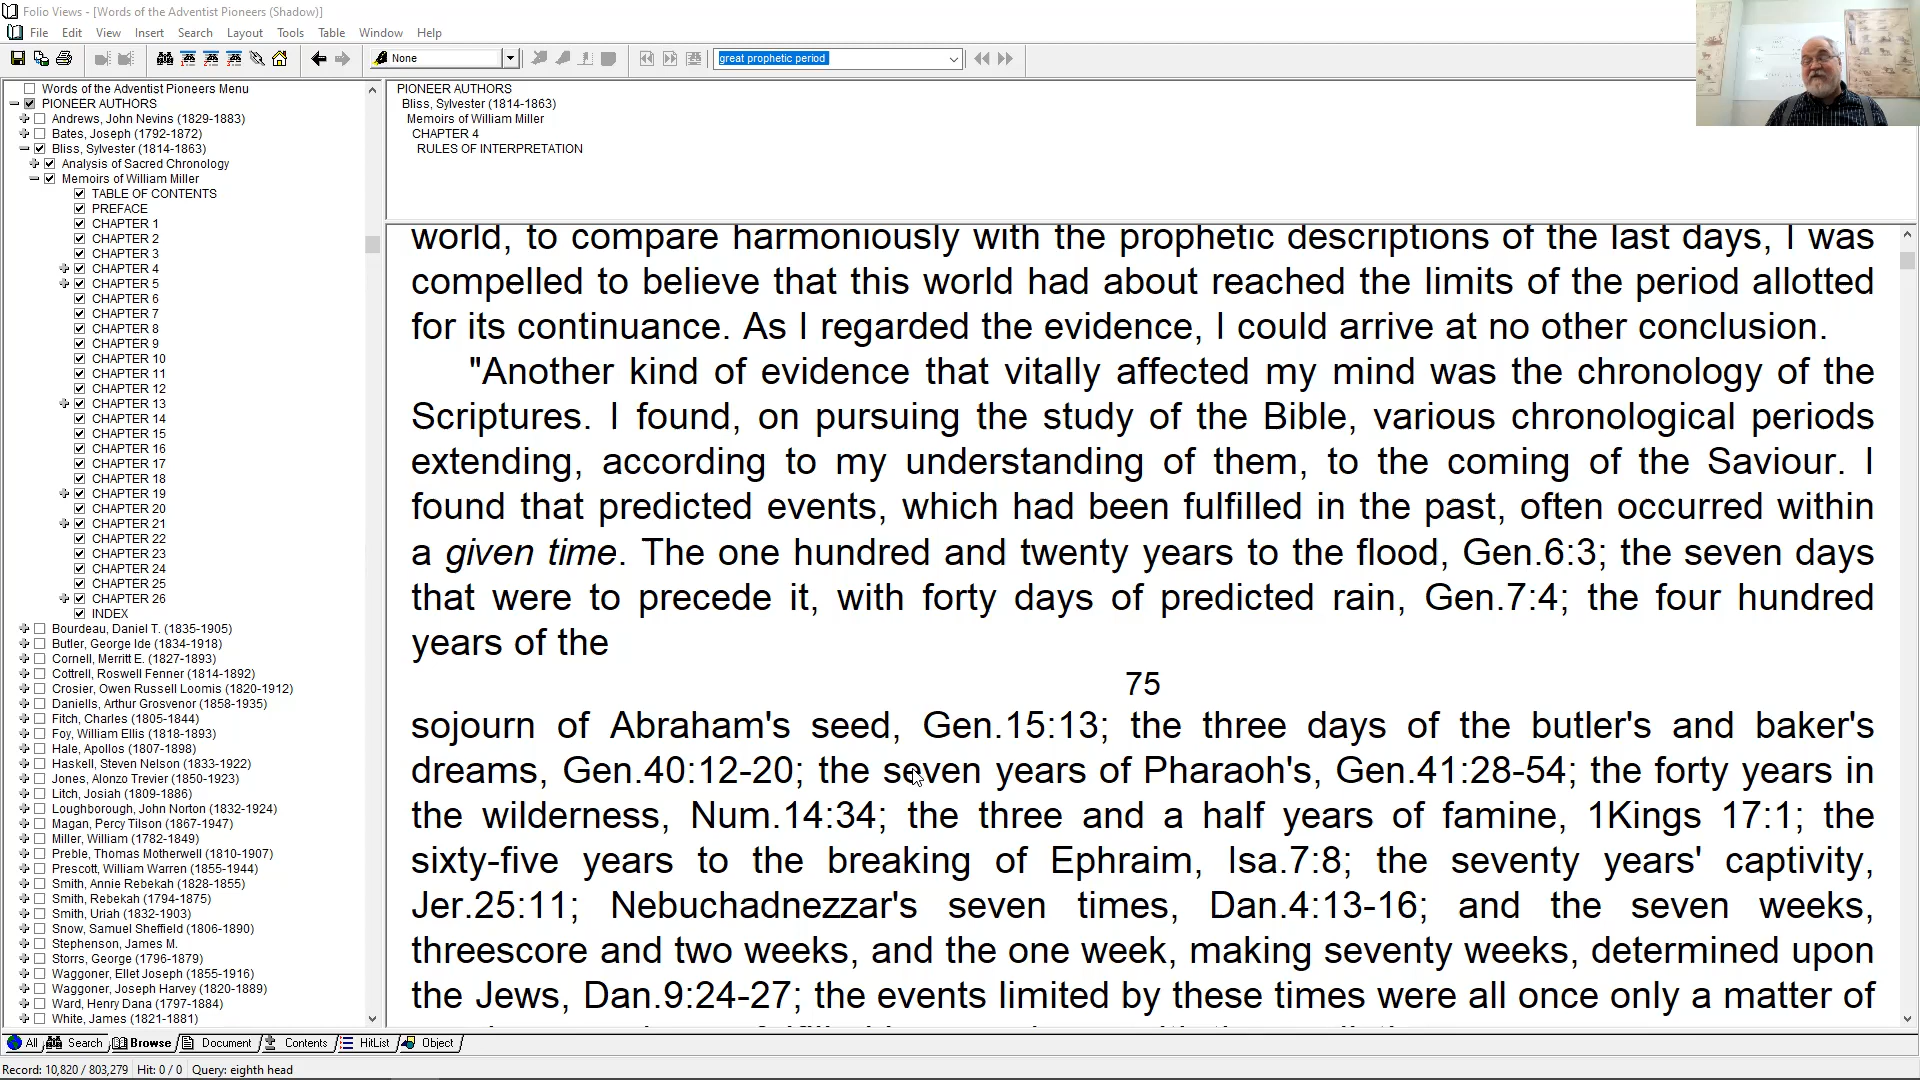 Folio Views - [Words of the Adventist Pioneers (Shadow)]
File Edit View Insert Search Layout Tools Table Window Help
None
great prophetic period
Words of the Adventist Pioneers Menu
PIONEER AUTHORS
Andrews, John Nevins (1829-1883)
Bates, Joseph (1792-1872)
Bliss, Sylvester (1814-1863)
Analysis of Sacred Chronology
Memoirs of William Miller
TABLE OF CONTENTS
PREFACE
CHAPTER 1
CHAPTER 2
CHAPTER 3
CHAPTER 4
CHAPTER 5
CHAPTER 6
CHAPTER 7
CHAPTER 8
CHAPTER 9
CHAPTER 10
CHAPTER 11
CHAPTER 12
CHAPTER 13
CHAPTER 14
CHAPTER 15
CHAPTER 16
CHAPTER 17
CHAPTER 18
CHAPTER 19
CHAPTER 20
CHAPTER 21
CHAPTER 22
CHAPTER 23
CHAPTER 24
CHAPTER 25
CHAPTER 26
INDEX
Bourdeau, Daniel T. (1835-1905)
Butler, George Ide (1834-1918)
Cornell, Merritt E. (1827-1893)
Cottrell, Roswell Fenner (1814-1892)
Crosier, Owen Russell Loomis (1820-1912)
Daniells, Arthur Grosvenor (1858-1935)
Fitch, Charles (1805-1844)
Foy, William Ellis (1818-1893)
Hale, Apollos (1807-1898)
Haskell, Steven Nelson (1833-1922)
Jones, Alonzo Trevier (1850-1923)
Litch, Josiah (1809-1886)
Loughborough, John Norton (1832-1924)
Magan, Percy Tilson (1867-1947)
Miller, William (1782-1849)
Preble, Thomas Motherwell (1810-1907)
Prescott, William Warren (1855-1944)
Smith, Annie Rebekah (1828-1855)
Smith, Rebekah (1794-1875)
Smith, Uriah (1832-1903)
Snow, Samuel Sheffield (1806-1890)
Stephenson, James M.
Storrs, George (1796-1879)
Waggoner, Ellet Joseph (1855-1916)
Waggoner, Joseph Harvey (1820-1889)
Ward, Henry Dana (1797-1884)
White, James (1821-1881)
PIONEER AUTHORS
Bliss, Sylvester (1814-1863)
Memoirs of William Miller
CHAPTER 4
RULES OF INTERPRETATION
world, to compare harmoniously with the prophetic descriptions of the last days, I was
compelled to believe that this world had about reached the limits of the period allotted
for its continuance. As I regarded the evidence, I could arrive at no other conclusion.
"Another kind of evidence that vitally affected my mind was the chronology of the
Scriptures. I found, on pursuing the study of the Bible, various chronological periods
extending, according to my understanding of them, to the coming of the Saviour. I
found that predicted events, which had been fulfilled in the past, often occurred within
a given time. The one hundred and twenty years to the flood, Gen.6:3; the seven days
that were to precede it, with forty days of predicted rain, Gen.7:4; the four hundred
years of the
75
sojourn of Abraham's seed, Gen.15:13; the three days of the butler's and baker's
dreams, Gen.40:12-20; the seven years of Pharaoh's, Gen.41:28-54; the forty years in
the wilderness, Num.14:34; the three and a half years of famine, 1Kings 17:1; the
sixty-five years to the breaking of Ephraim, Isa.7:8; the seventy years' captivity,
Jer.25:11; Nebuchadnezzar's seven times, Dan.4:13-16; and the seven weeks,
threescore and two weeks, and the one week, making seventy weeks, determined upon
the Jews, Dan.9:24-27; the events limited by these times were all once only a matter of
All Search Browse Document Contents HitList Object
Record: 10,820 / 803,279 Hit: 0 / 0 Query: eighth head